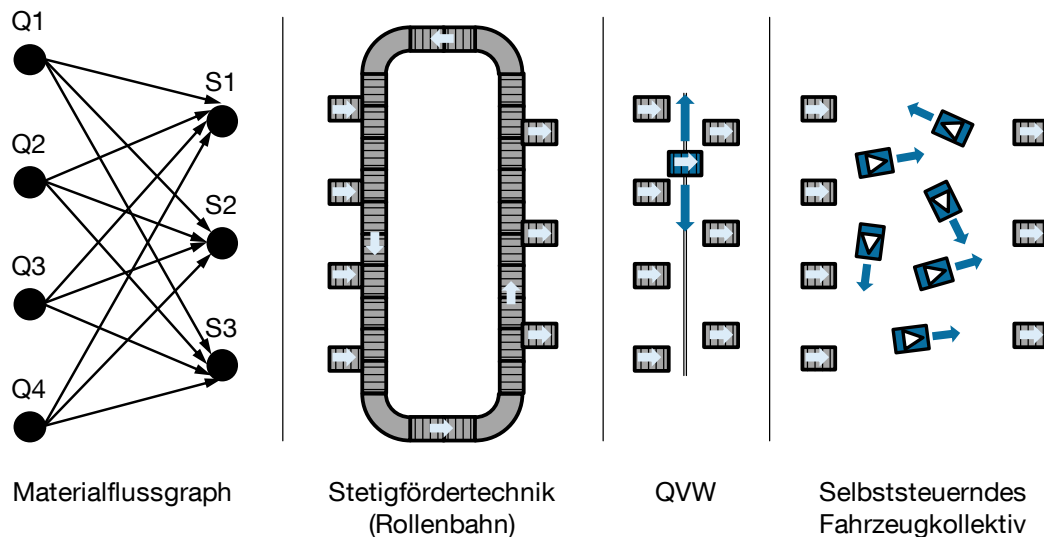 Q1
Q2
Q3
Q4
S1
S2
S3
Materialflussgraph
Stetigfördertechnik
(Rollenbahn)
QVW
Selbststeuerndes
Fahrzeugkollektiv